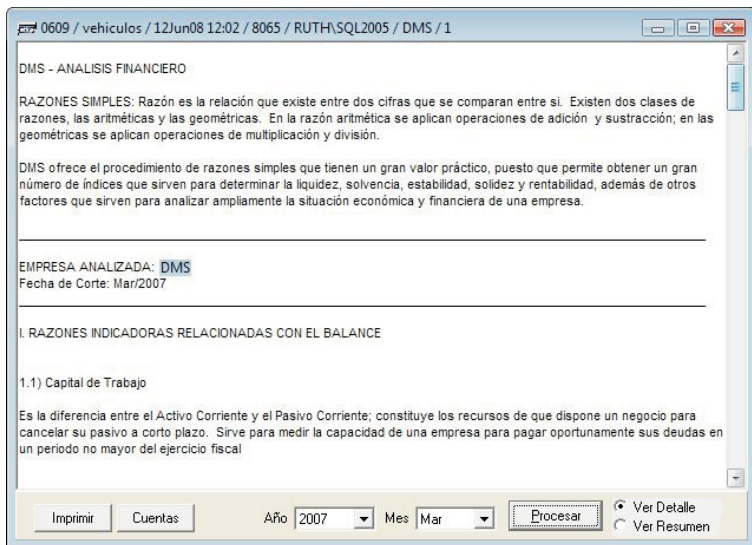 0609 / vehiculos / 12Jun08 12:02 / 8065 / RUTH\SQL2005 / DMS / 1
DMS - ANALISIS FINANCIERO
RAZONES SIMPLES: Razón es la relación que existe entre dos cifras que se comparan entre si. Existen dos clases de
razones, las aritméticas y las geométricas. En la razón aritmética se aplican operaciones de adición y sustracción; en las
geométricas se aplican operaciones de multiplicación y división.
DMS ofrece el procedimiento de razones simples que tienen un gran valor práctico, puesto que permite obtener un gran
número de índices que sirven para determinar la liquidez, solvencia, estabilidad, solidez y rentabilidad, además de otros
factores que sirven para analizar ampliamente la situación económica y financiera de una empresa.
EMPRESA ANALIZADA: DMS
Fecha de Corte: Mar/2007
I. RAZONES INDICADORAS RELACIONADAS CON EL BALANCE
1.1) Capital de Trabajo
Es la diferencia entre el Activo Corriente y el Pasivo Corriente; constituye los recursos de que dispone un negocio para
cancelar su pasivo a corto plazo. Sirve para medir la capacidad de una empresa para pagar oportunamente sus deudas en
un periodo no mayor del ejercicio fiscal
Imprimir Cuentas Año 2007 Mes Mar Procesar Ver Detalle
Ver Resumen